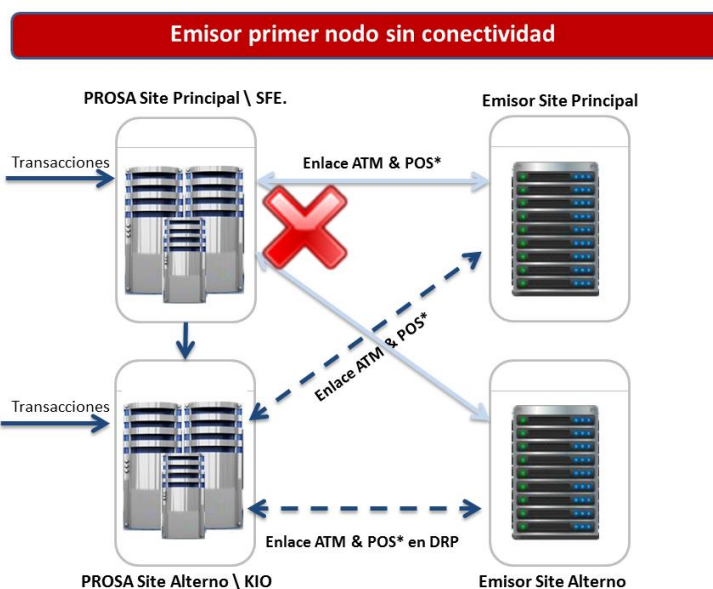 Emisor primer nodo sin conectividad
PROSA Site Principal \ SFE.
Emisor Site Principal
Transacciones
Enlace ATM & POS*
Enlace ATM & POS*
Transacciones
Enlace ATM & POS* en DRP
PROSA Site Alterno \ KIO
Emisor Site Alterno